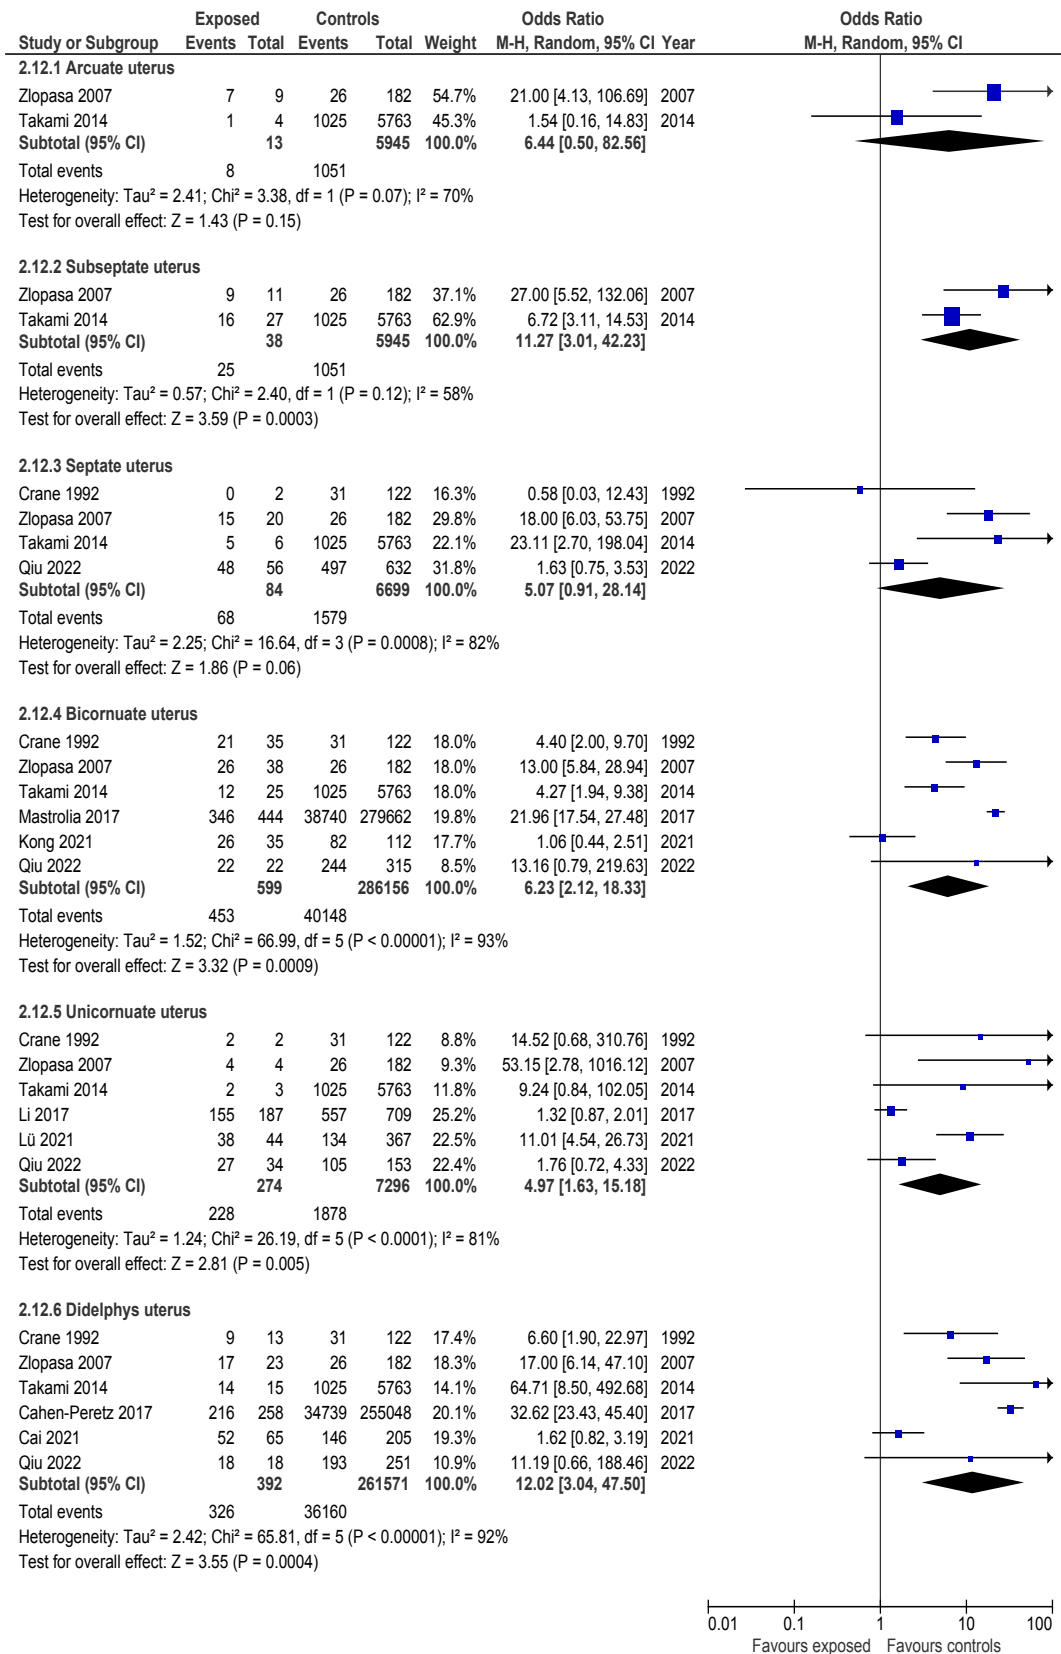 Exposed Controls Odds Ratio Odds Ratio
Study or Subgroup Events Total Events Total Weight M-H, Random, 95% CI Year M-H, Random, 95% CI
2.12.1 Arcuate uterus
Zlopasa 2007 7 9 26 182 54.7% 21.00 [4.13, 106.69] 2007
Takami 2014 1 4 1025 5763 45.3% 1.54 [0.16, 14.83] 2014
Subtotal (95% CI) 13 5945 100.0% 6.44 [0.50, 82.56]
Total events 8 1051
Heterogeneity: Tau² = 2.41; Chi² = 3.38, df = 1 (P = 0.07); I² = 70%
Test for overall effect: Z = 1.43 (P = 0.15)
2.12.2 Subseptate uterus
Zlopasa 2007 9 11 26 182 37.1% 27.00 [5.52, 132.06] 2007
Takami 2014 16 27 1025 5763 62.9% 6.72 [3.11, 14.53] 2014
Subtotal (95% CI) 38 5945 100.0% 11.27 [3.01, 42.23]
Total events 25 1051
Heterogeneity: Tau² = 0.57; Chi² = 2.40, df = 1 (P = 0.12); I² = 58%
Test for overall effect: Z = 3.59 (P = 0.0003)
2.12.3 Septate uterus
Crane 1992 0 2 31 122 16.3% 0.58 [0.03, 12.43] 1992
Zlopasa 2007 15 20 26 182 29.8% 18.00 [6.03, 53.75] 2007
Takami 2014 5 6 1025 5763 22.1% 23.11 [2.70, 198.04] 2014
Qiu 2022 48 56 497 632 31.8% 1.63 [0.75, 3.53] 2022
Subtotal (95% CI) 84 6699 100.0% 5.07 [0.91, 28.14]
Total events 68 1579
Heterogeneity: Tau² = 2.25; Chi² = 16.64, df = 3 (P = 0.0008); I² = 82%
Test for overall effect: Z = 1.86 (P = 0.06)
2.12.4 Bicornuate uterus
Crane 1992 21 35 31 122 18.0% 4.40 [2.00, 9.70] 1992
Zlopasa 2007 26 38 26 182 18.0% 13.00 [5.84, 28.94] 2007
Takami 2014 12 25 1025 5763 18.0% 4.27 [1.94, 9.38] 2014
Mastrolia 2017 346 444 38740 279662 19.8% 21.96 [17.54, 27.48] 2017
Kong 2021 26 35 82 112 17.7% 1.06 [0.44, 2.51] 2021
Qiu 2022 22 22 244 315 8.5% 13.16 [0.79, 219.63] 2022
Subtotal (95% CI) 599 286156 100.0% 6.23 [2.12, 18.33]
Total events 453 40148
Heterogeneity: Tau² = 1.52; Chi² = 66.99, df = 5 (P < 0.00001); I² = 93%
Test for overall effect: Z = 3.32 (P = 0.0009)
2.12.5 Unicornuate uterus
Crane 1992 2 2 31 122 8.8% 14.52 [0.68, 310.76] 1992
Zlopasa 2007 4 4 26 182 9.3% 53.15 [2.78, 1016.12] 2007
Takami 2014 2 3 1025 5763 11.8% 9.24 [0.84, 102.05] 2014
Li 2017 155 187 557 709 25.2% 1.32 [0.87, 2.01] 2017
Lü 2021 38 44 134 367 22.5% 11.01 [4.54, 26.73] 2021
Qiu 2022 27 34 105 153 22.4% 1.76 [0.72, 4.33] 2022
Subtotal (95% CI) 274 7296 100.0% 4.97 [1.63, 15.18]
Total events 228 1878
Heterogeneity: Tau² = 1.24; Chi² = 26.19, df = 5 (P < 0.0001); I² = 81%
Test for overall effect: Z = 2.81 (P = 0.005)
2.12.6 Didelphys uterus
Crane 1992 9 13 31 122 17.4% 6.60 [1.90, 22.97] 1992
Zlopasa 2007 17 23 26 182 18.3% 17.00 [6.14, 47.10] 2007
Takami 2014 14 15 1025 5763 14.1% 64.71 [8.50, 492.68] 2014
Cahen-Peretz 2017 216 258 34739 255048 20.1% 32.62 [23.43, 45.40] 2017
Cai 2021 52 65 146 205 19.3% 1.62 [0.82, 3.19] 2021
Qiu 2022 18 18 193 251 10.9% 11.19 [0.66, 188.46] 2022
Subtotal (95% CI) 392 261571 100.0% 12.02 [3.04, 47.50]
Total events 326 36160
Heterogeneity: Tau² = 2.42; Chi² = 65.81, df = 5 (P < 0.00001); I² = 92%
Test for overall effect: Z = 3.55 (P = 0.0004)
0.01 0.1 1 10 100
Favours exposed Favours controls